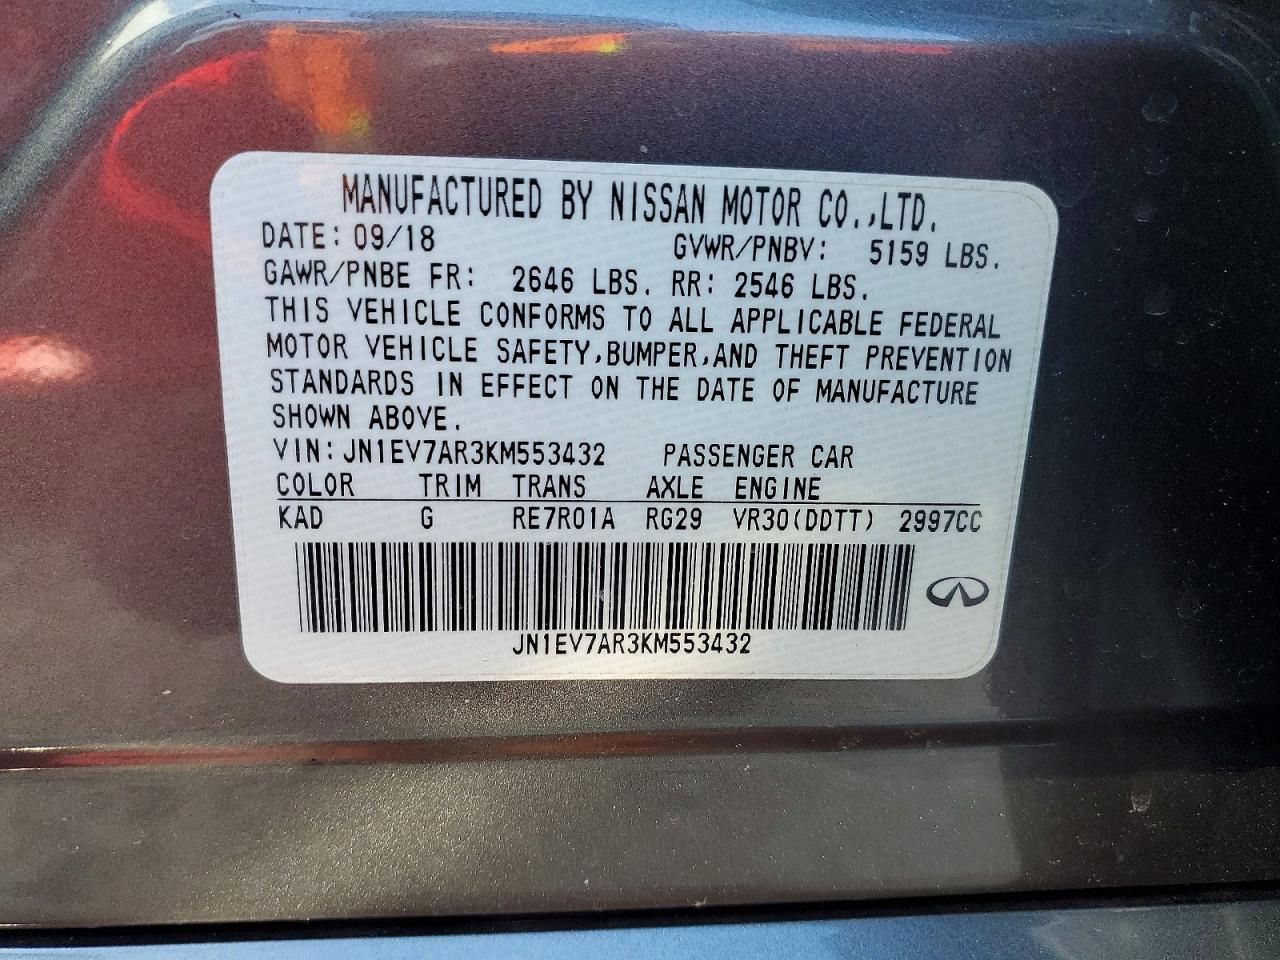 MANUFACTURED BY NISSAN MOTOR CO.,LTD.
DATE: 09/18 GVWR/PNBV: 5159 LBS.
GAWR/PNBE FR: 2646 LBS. RR: 2546 LBS.
THIS VEHICLE CONFORMS TO ALL APPLICABLE FEDERAL
MOTOR VEHICLE SAFETY,BUMPER,AND THEFT PREVENTION
STANDARDS IN EFFECT ON THE DATE OF MANUFACTURE
SHOWN ABOVE.
VIN:JN1EV7AR3KM553432 PASSENGER CAR
COLOR TRIM TRANS AXLE ENGINE
KAD G RE7R01A RG29 VR30(DDTT) 2997CC
JN1EV7AR3KM553432